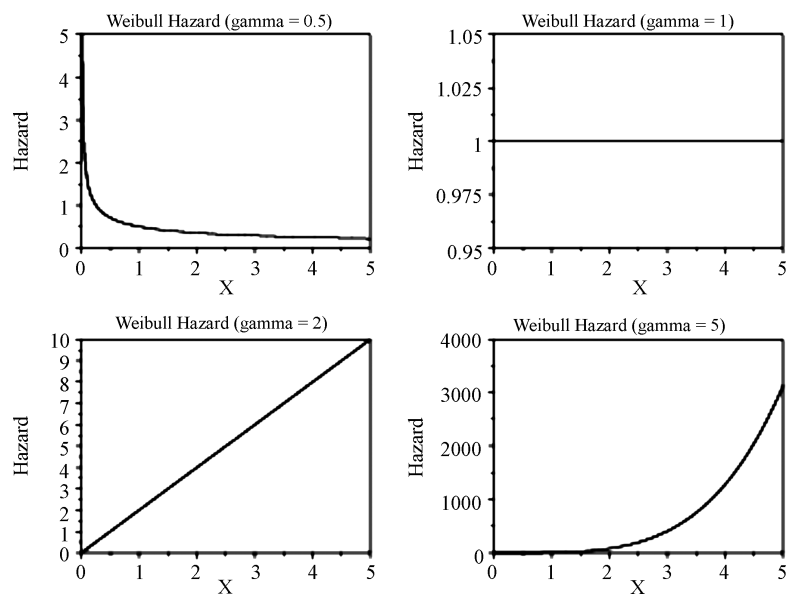 Weibull Hazard (gamma = 0.5)
Hazard
5
4
3
2
1
0
0 1 2 3 4 5
X
Weibull Hazard (gamma = 1)
Hazard
1.05
1.025
1
0.975
0.95
0 1 2 3 4 5
X
Weibull Hazard (gamma = 2)
Hazard
10
9
8
7
6
5
4
3
2
1
0
0 1 2 3 4 5
X
Weibull Hazard (gamma = 5)
Hazard
4000
3000
2000
1000
0
0 1 2 3 4 5
X